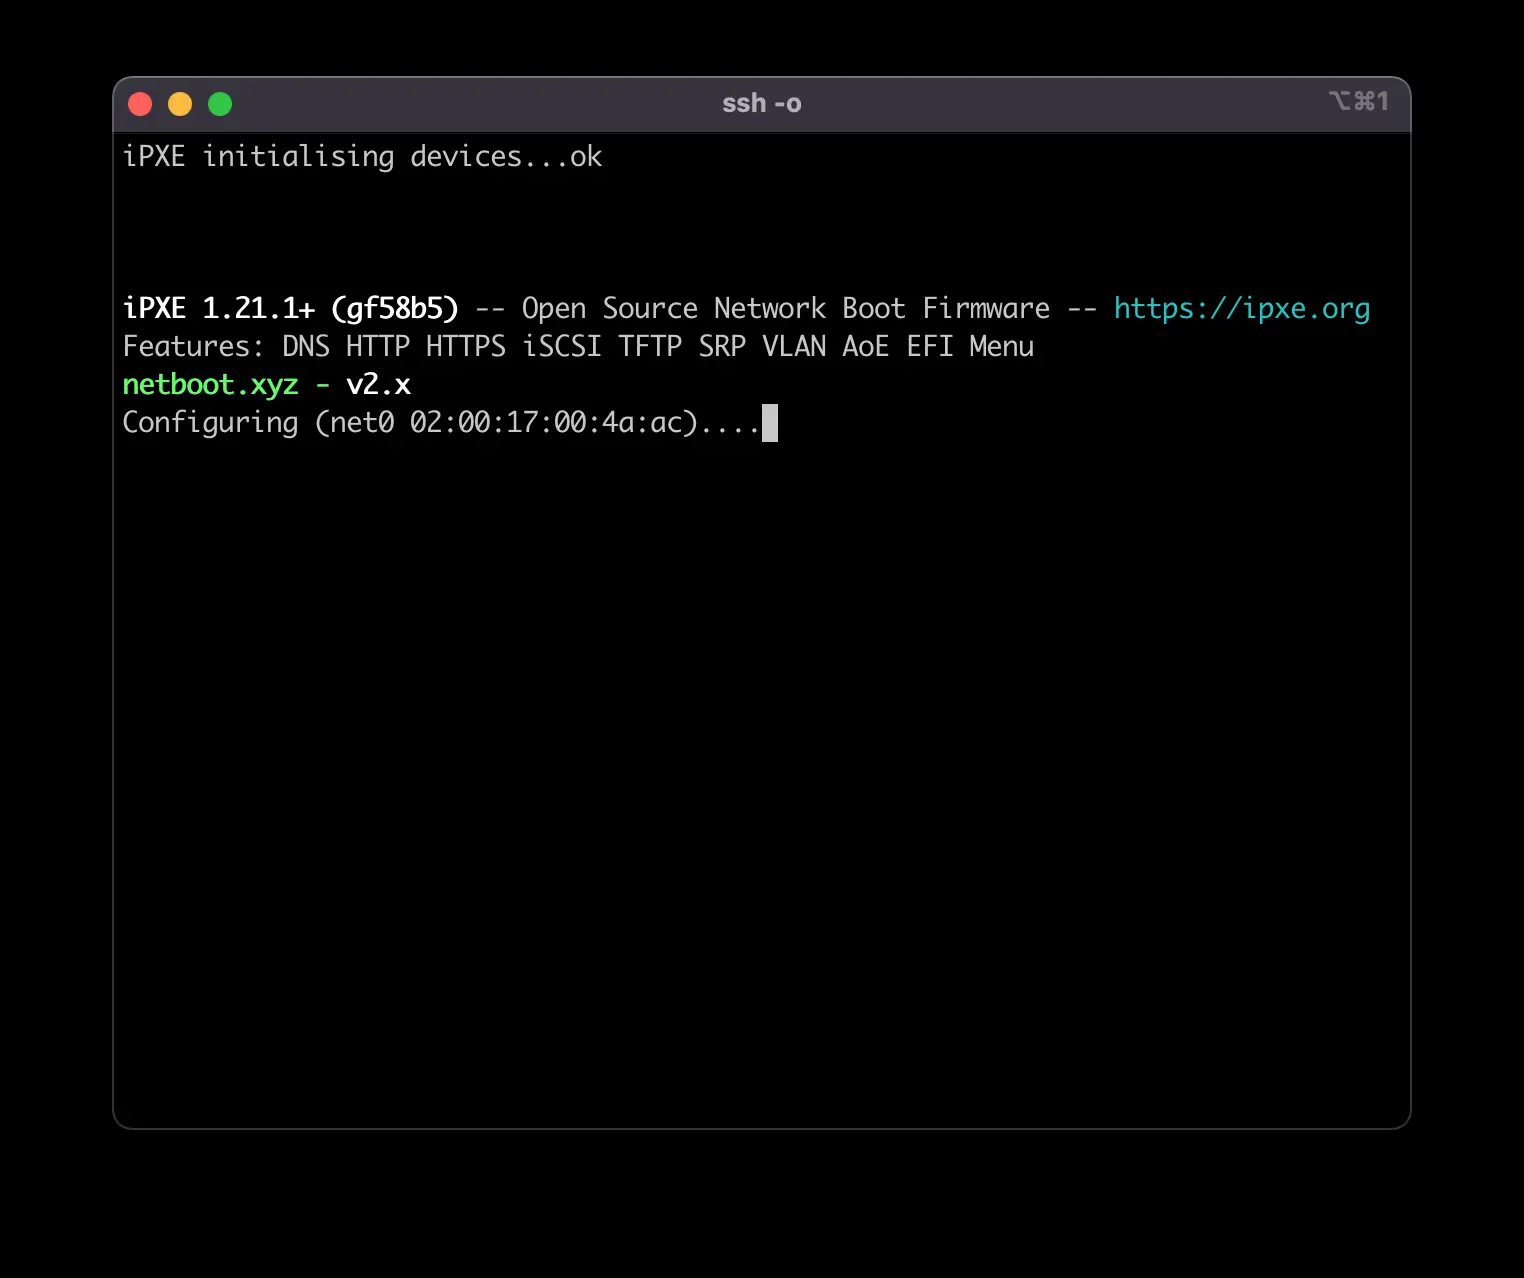 ssh -o
⌥⌘1
iPXE initialising devices...ok
iPXE 1.21.1+ (gf58b5) -- Open Source Network Boot Firmware -- https://ipxe.org
Features: DNS HTTP HTTPS iSCSI TFTP SRP VLAN AoE EFI Menu
netboot.xyz - v2.x
Configuring (net0 02:00:17:00:4a:ac)....